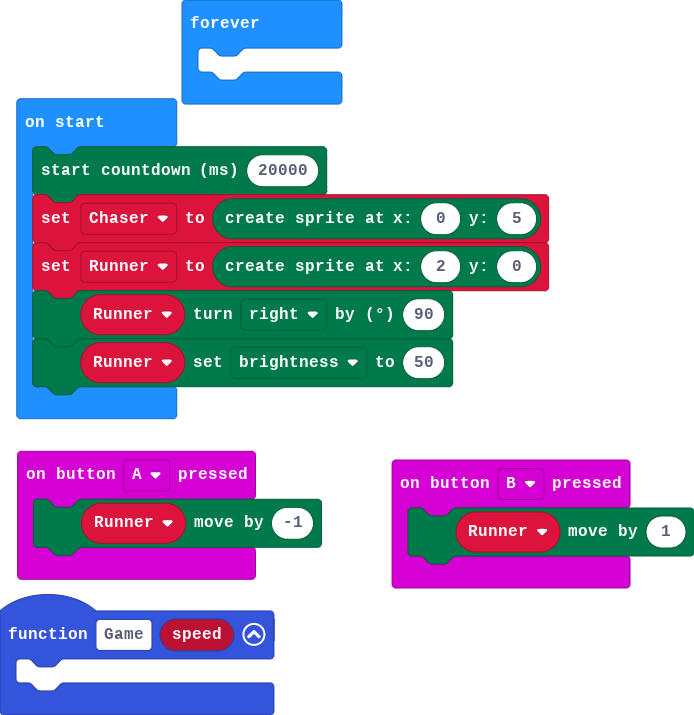 forever
on start
start countdown (ms) 20000
set Chaser to create sprite at x: 0 y: 5
set Runner to create sprite at x: 2 y: 0
Runner turn right by (°) 90
Runner set brightness to 50
on button A pressed
Runner move by -1
on button B pressed
Runner move by 1
function Game speed